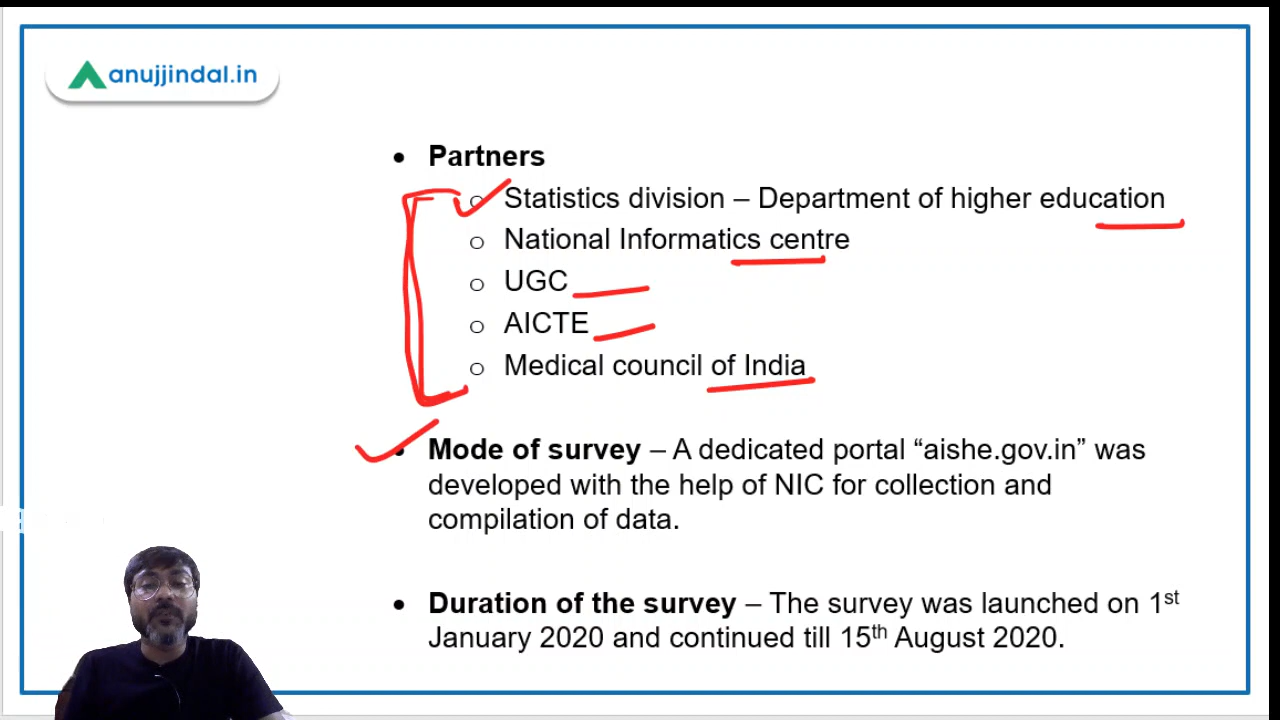 anujjindal.in
• Partners
o Statistics division – Department of higher education
o National Informatics centre
o UGC
o AICTE
o Medical council of India
• Mode of survey – A dedicated portal “aishe.gov.in” was
developed with the help of NIC for collection and
compilation of data.
• Duration of the survey – The survey was launched on 1st
January 2020 and continued till 15th August 2020.